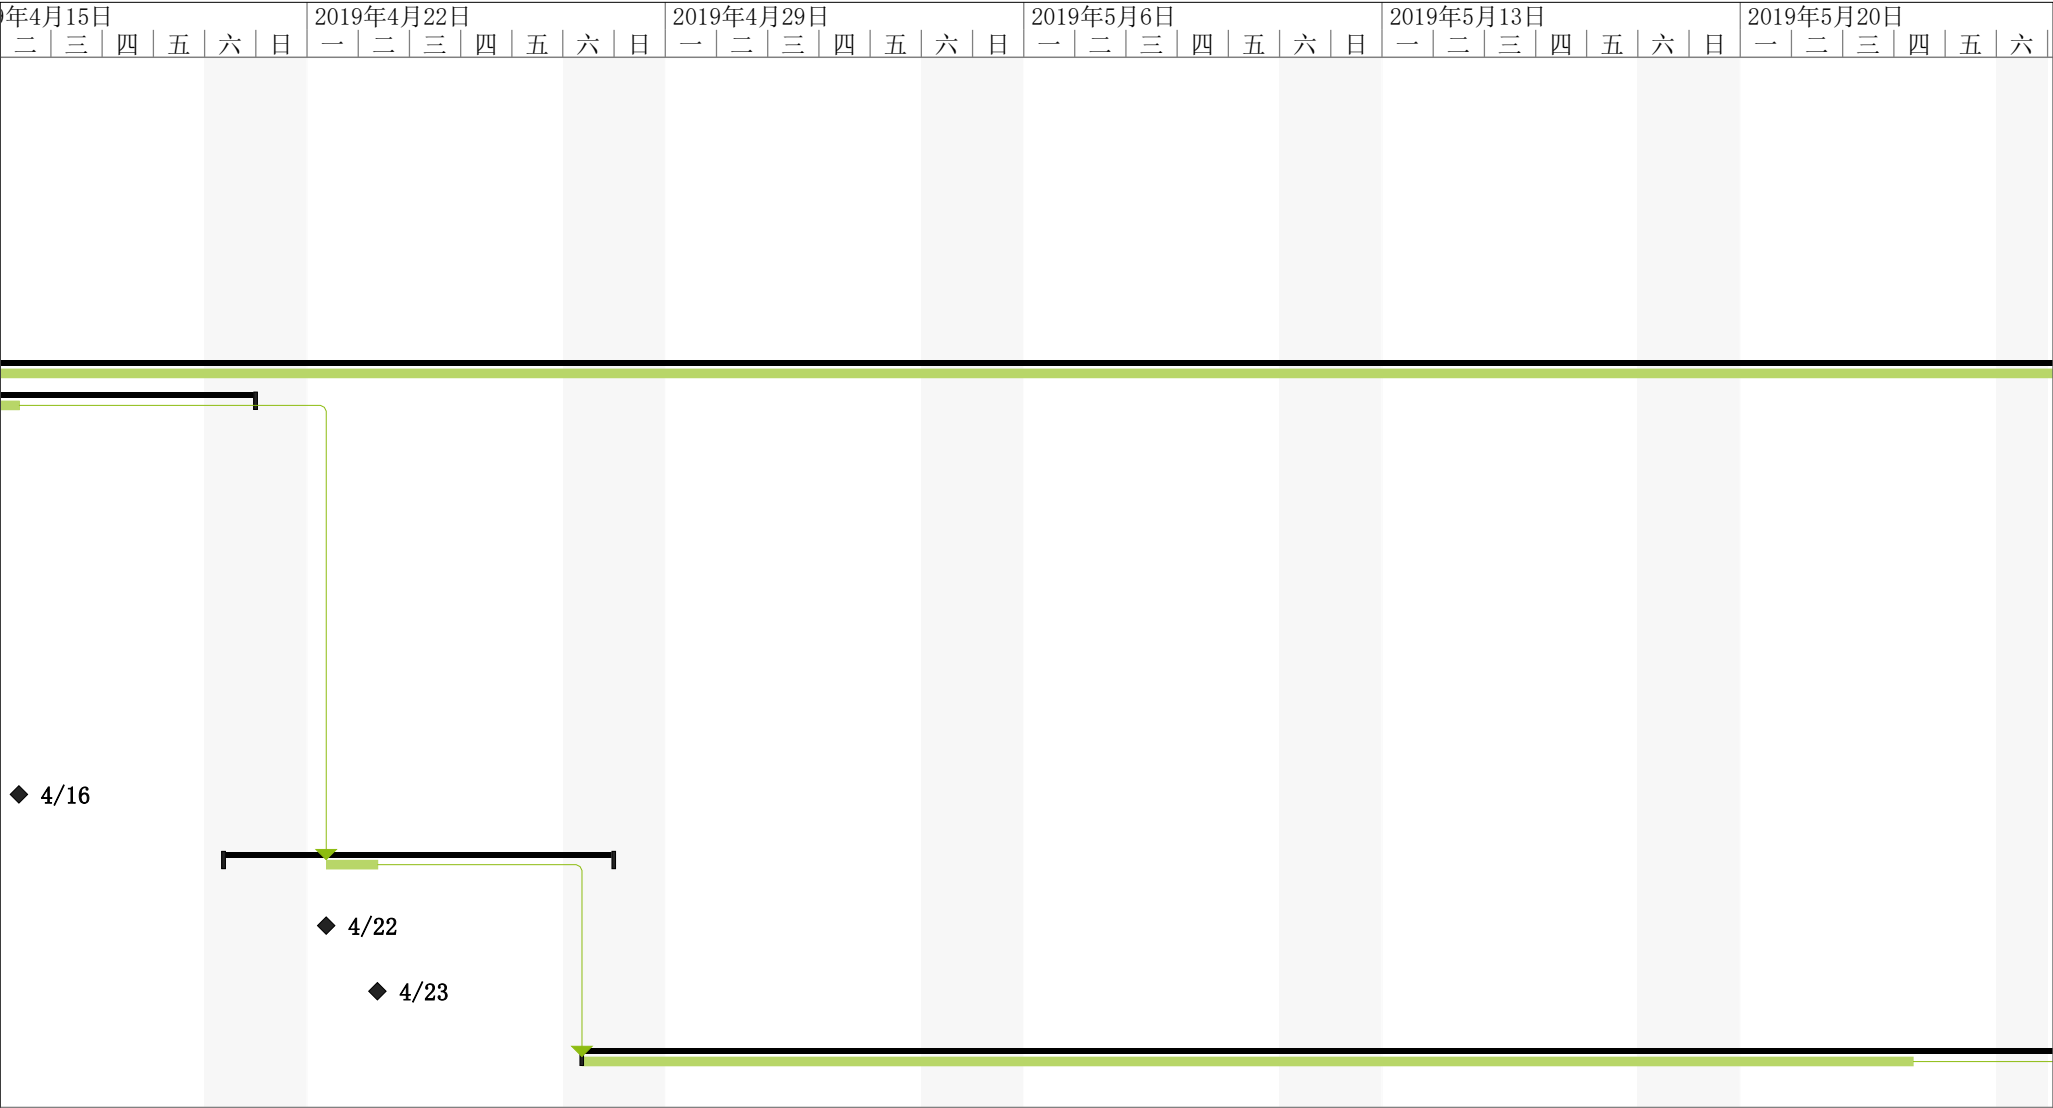 年4月15日 2019年4月22日 2019年4月29日 2019年5月6日 2019年5月13日 2019年5月20日
二 三 四 五 六 日 一 二 三 四 五 六 日 一 二 三 四 五 六 日 一 二 三 四 五 六 日 一 二 三 四 五 六 日 一 二 三 四 五 六
4/16
4/22
4/23